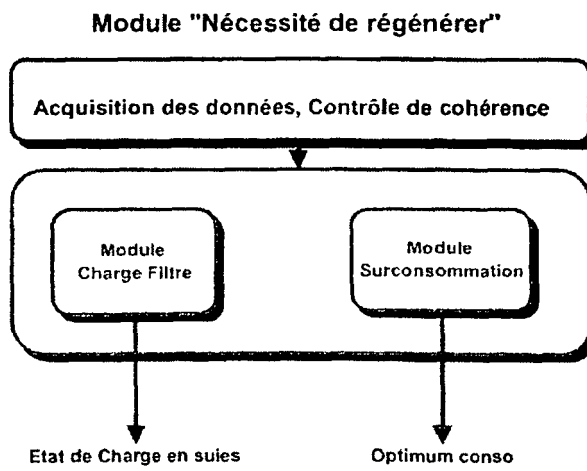 Module "Nécessité de régénérer"
Acquisition des données, Contrôle de cohérence
Module
Charge Filtre
Module
Surconsommation
Etat de Charge en suies
Optimum conso